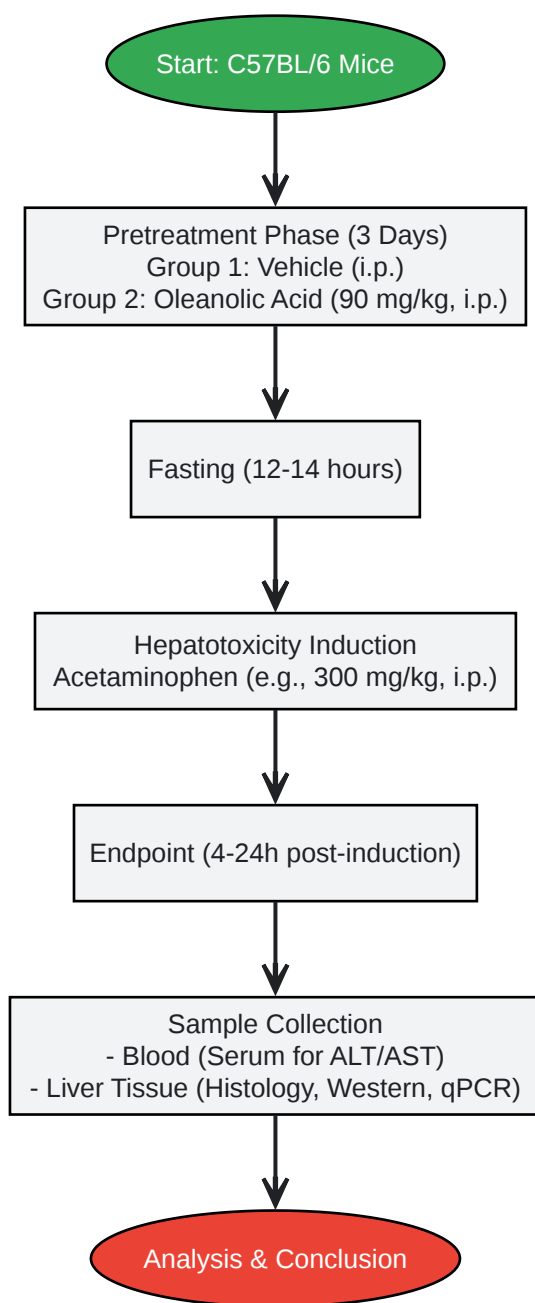 Start: C57BL/6 Mice
Pretreatment Phase (3 Days)
Group 1: Vehicle (i.p.)
Group 2: Oleanolic Acid (90 mg/kg, i.p.)
Fasting (12-14 hours)
Hepatotoxicity Induction
Acetaminophen (e.g., 300 mg/kg, i.p.)
Endpoint (4-24h post-induction)
Sample Collection
- Blood (Serum for ALT/AST)
- Liver Tissue (Histology, Western, qPCR)
Analysis & Conclusion